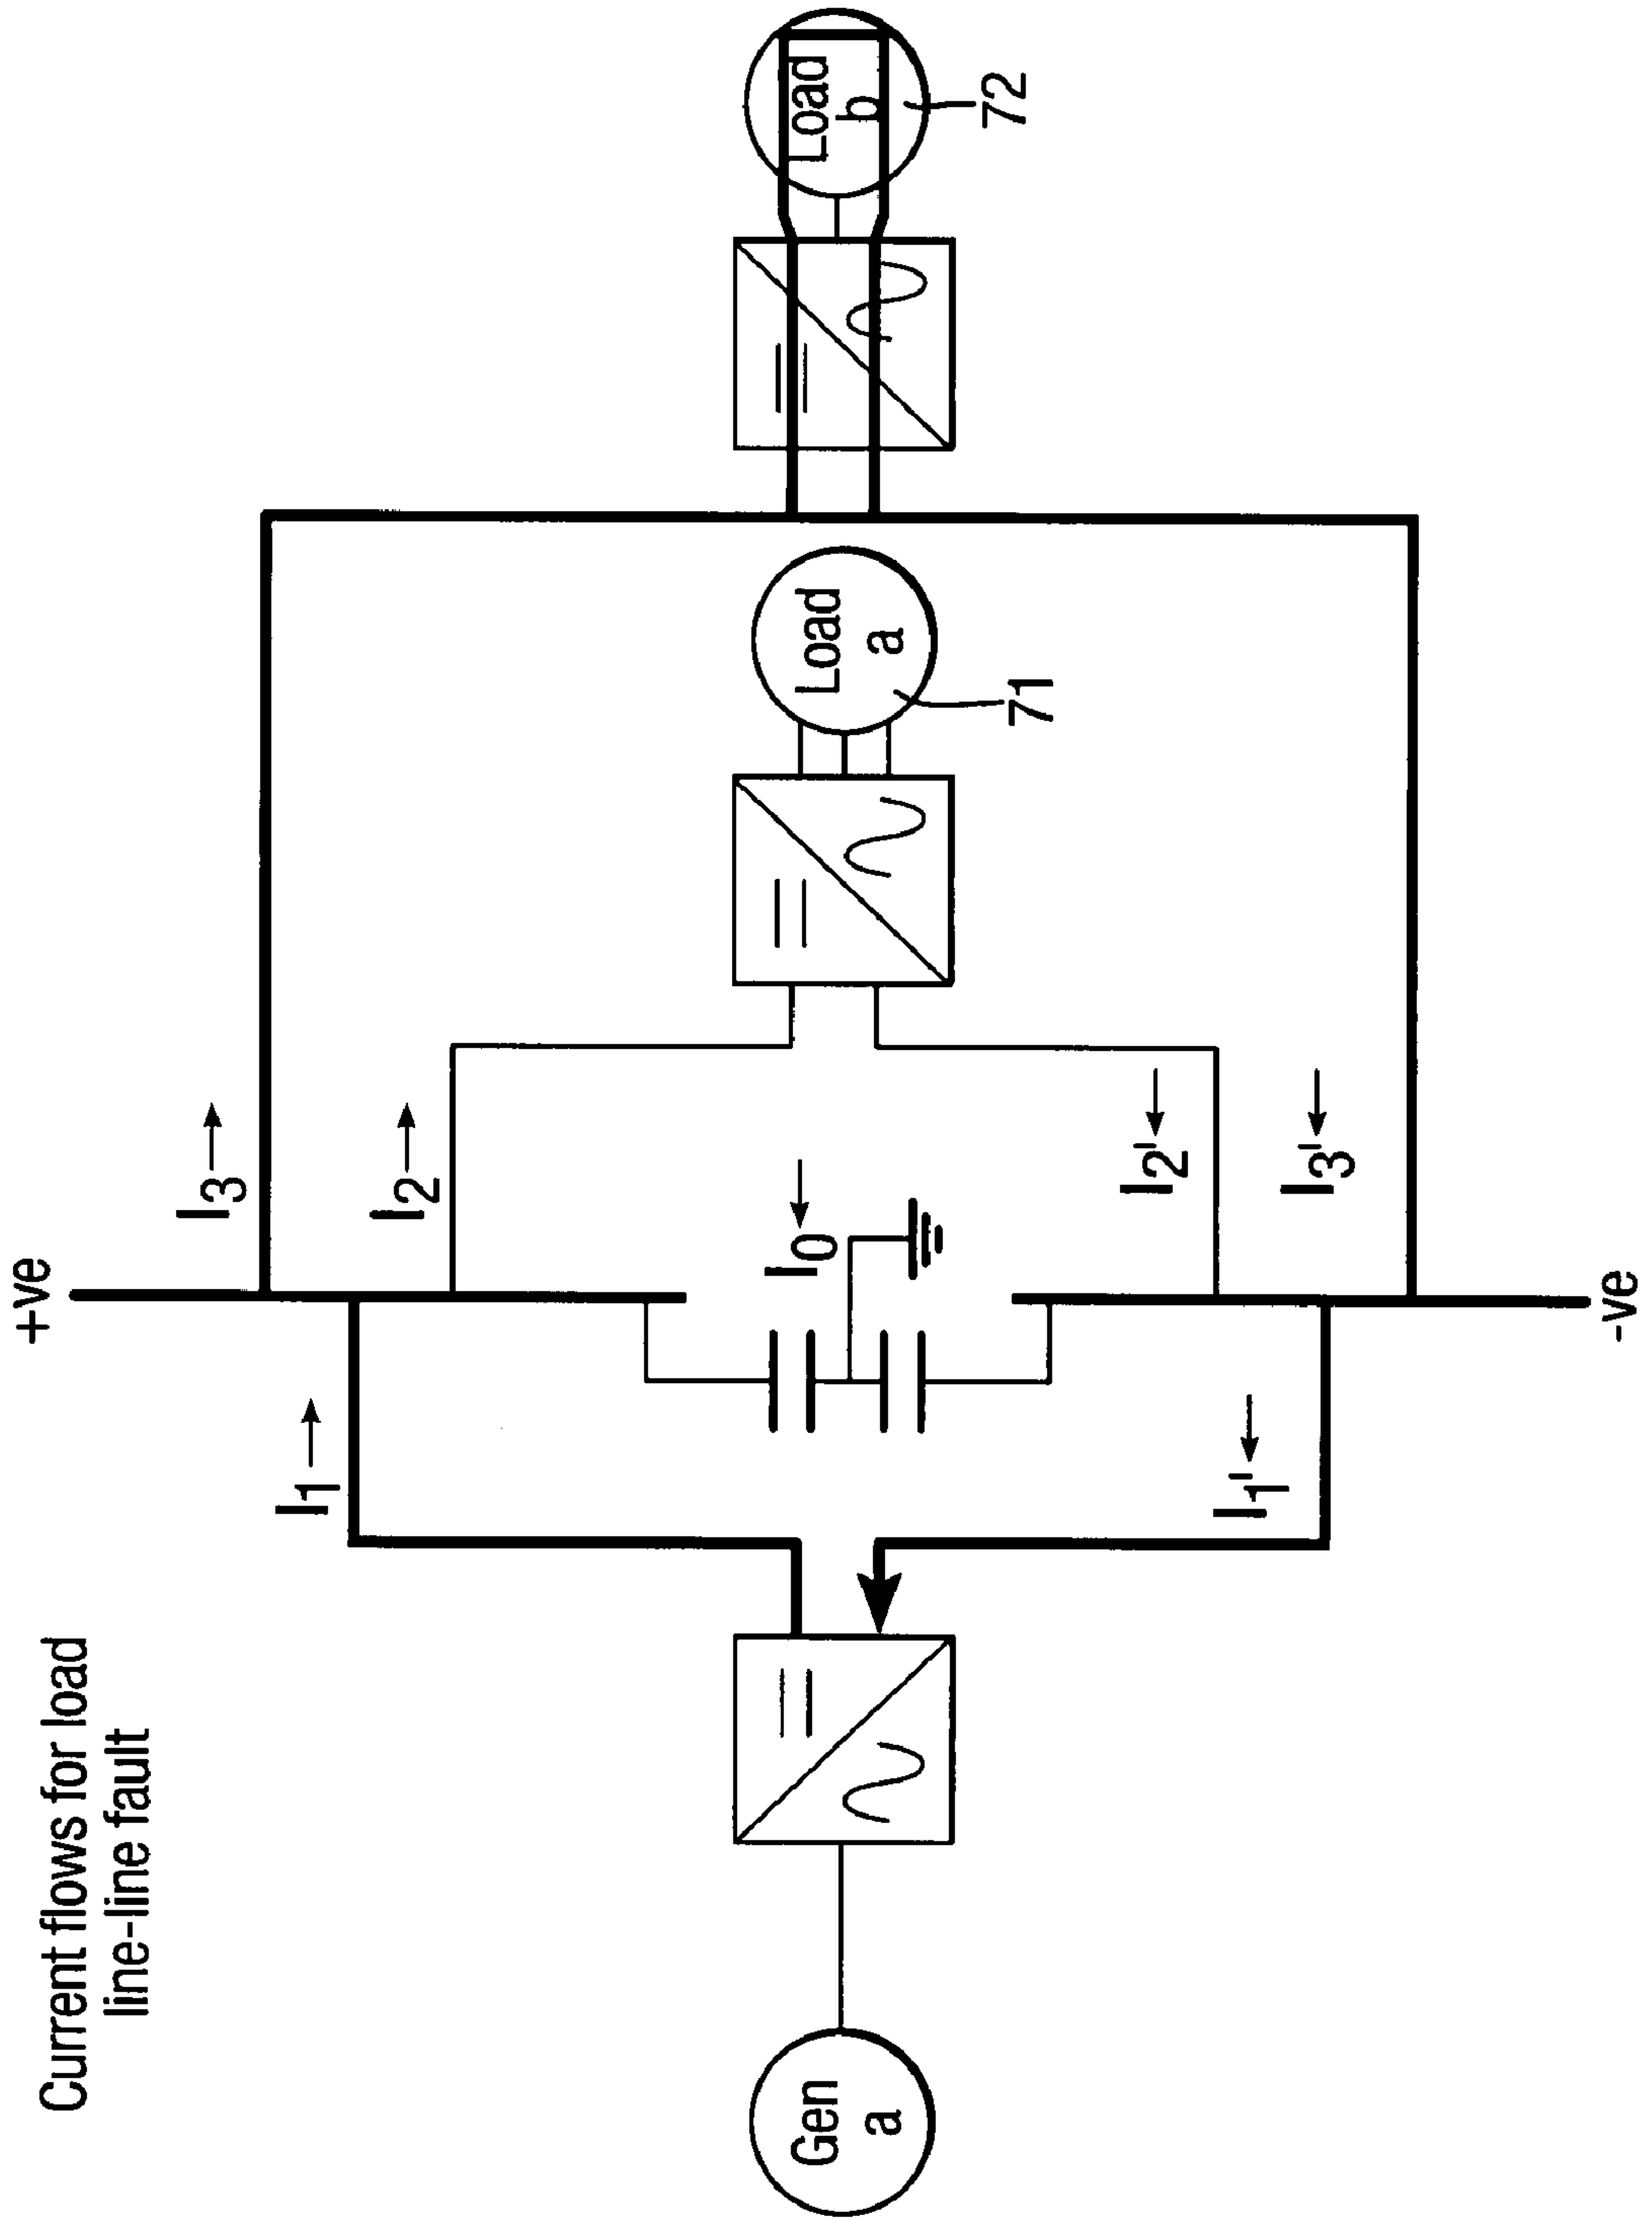 Current flows for load
line-line fault
+ve
I3
I1
I2
I0
I2'
I1'
I3'
-ve
Gen
a
Load
a
71
Load
b
72